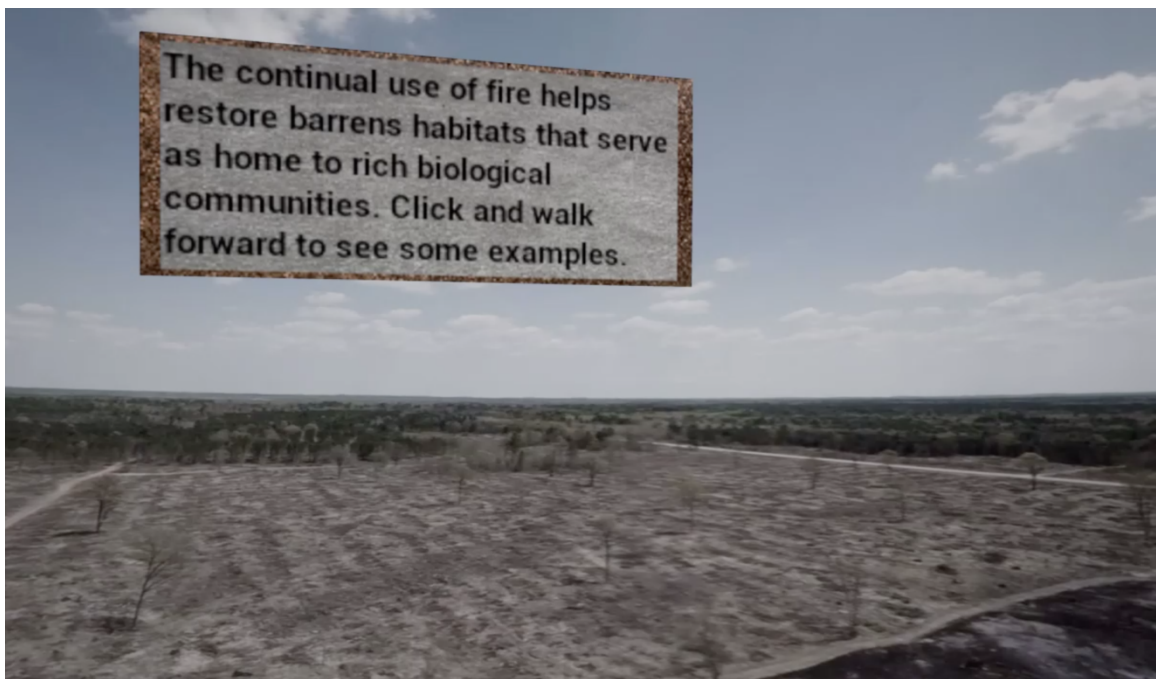 The continual use of fire helps
restore barrens habitats that serve
as home to rich biological
communities. Click and walk
forward to see some examples.